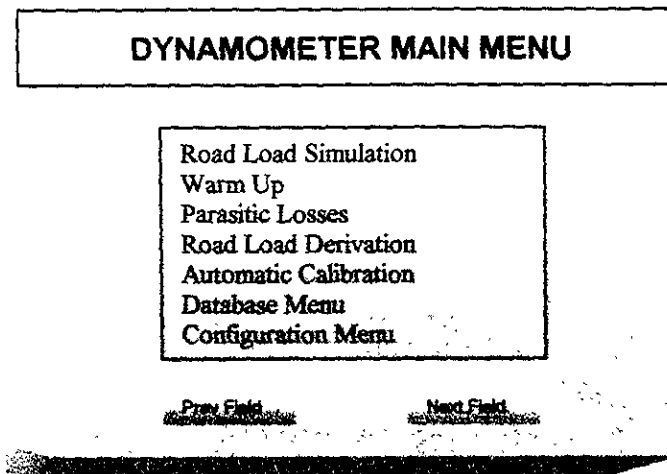 DYNAMOMETER MAIN MENU
Road Load Simulation
Warm Up
Parasitic Losses
Road Load Derivation
Automatic Calibration
Database Menu
Configuration Menu
Prev Field Next Field